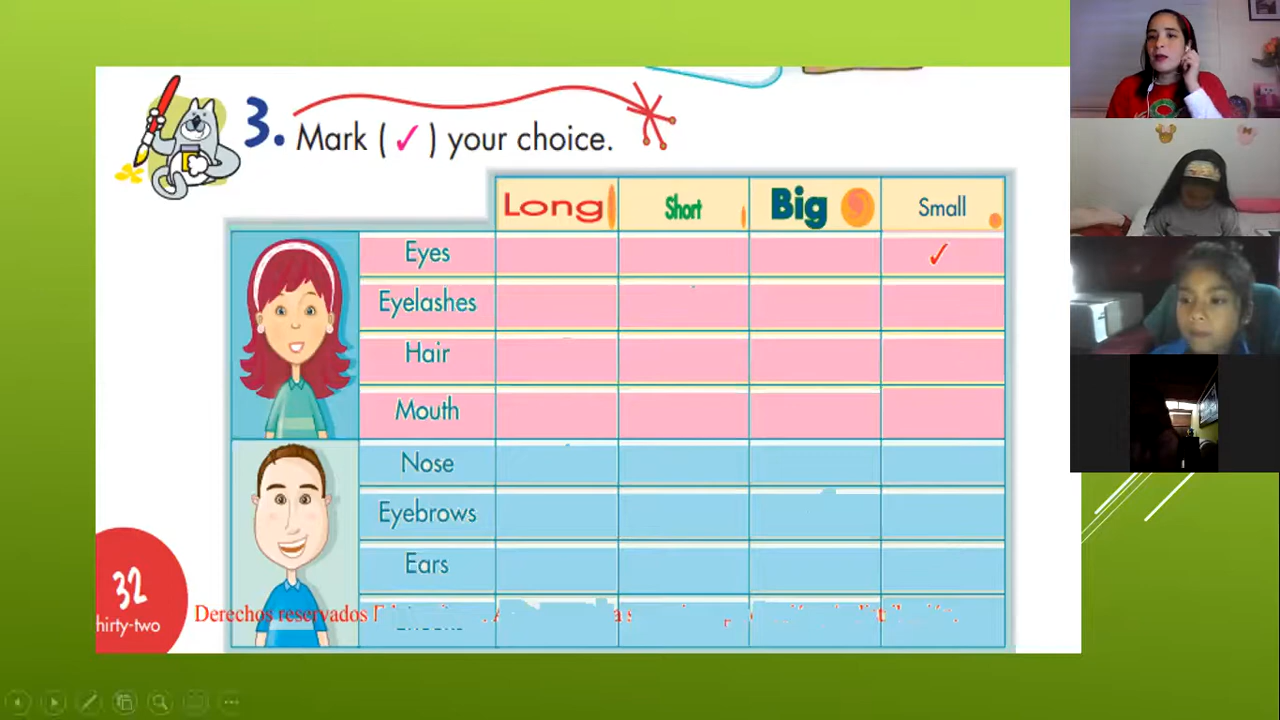 3. Mark ( ✓ ) your choice.
Long Short Big Small
Eyes ✓
Eyelashes
Hair
Mouth
Nose
Eyebrows
Ears
Derechos reservados
32
hirty-two